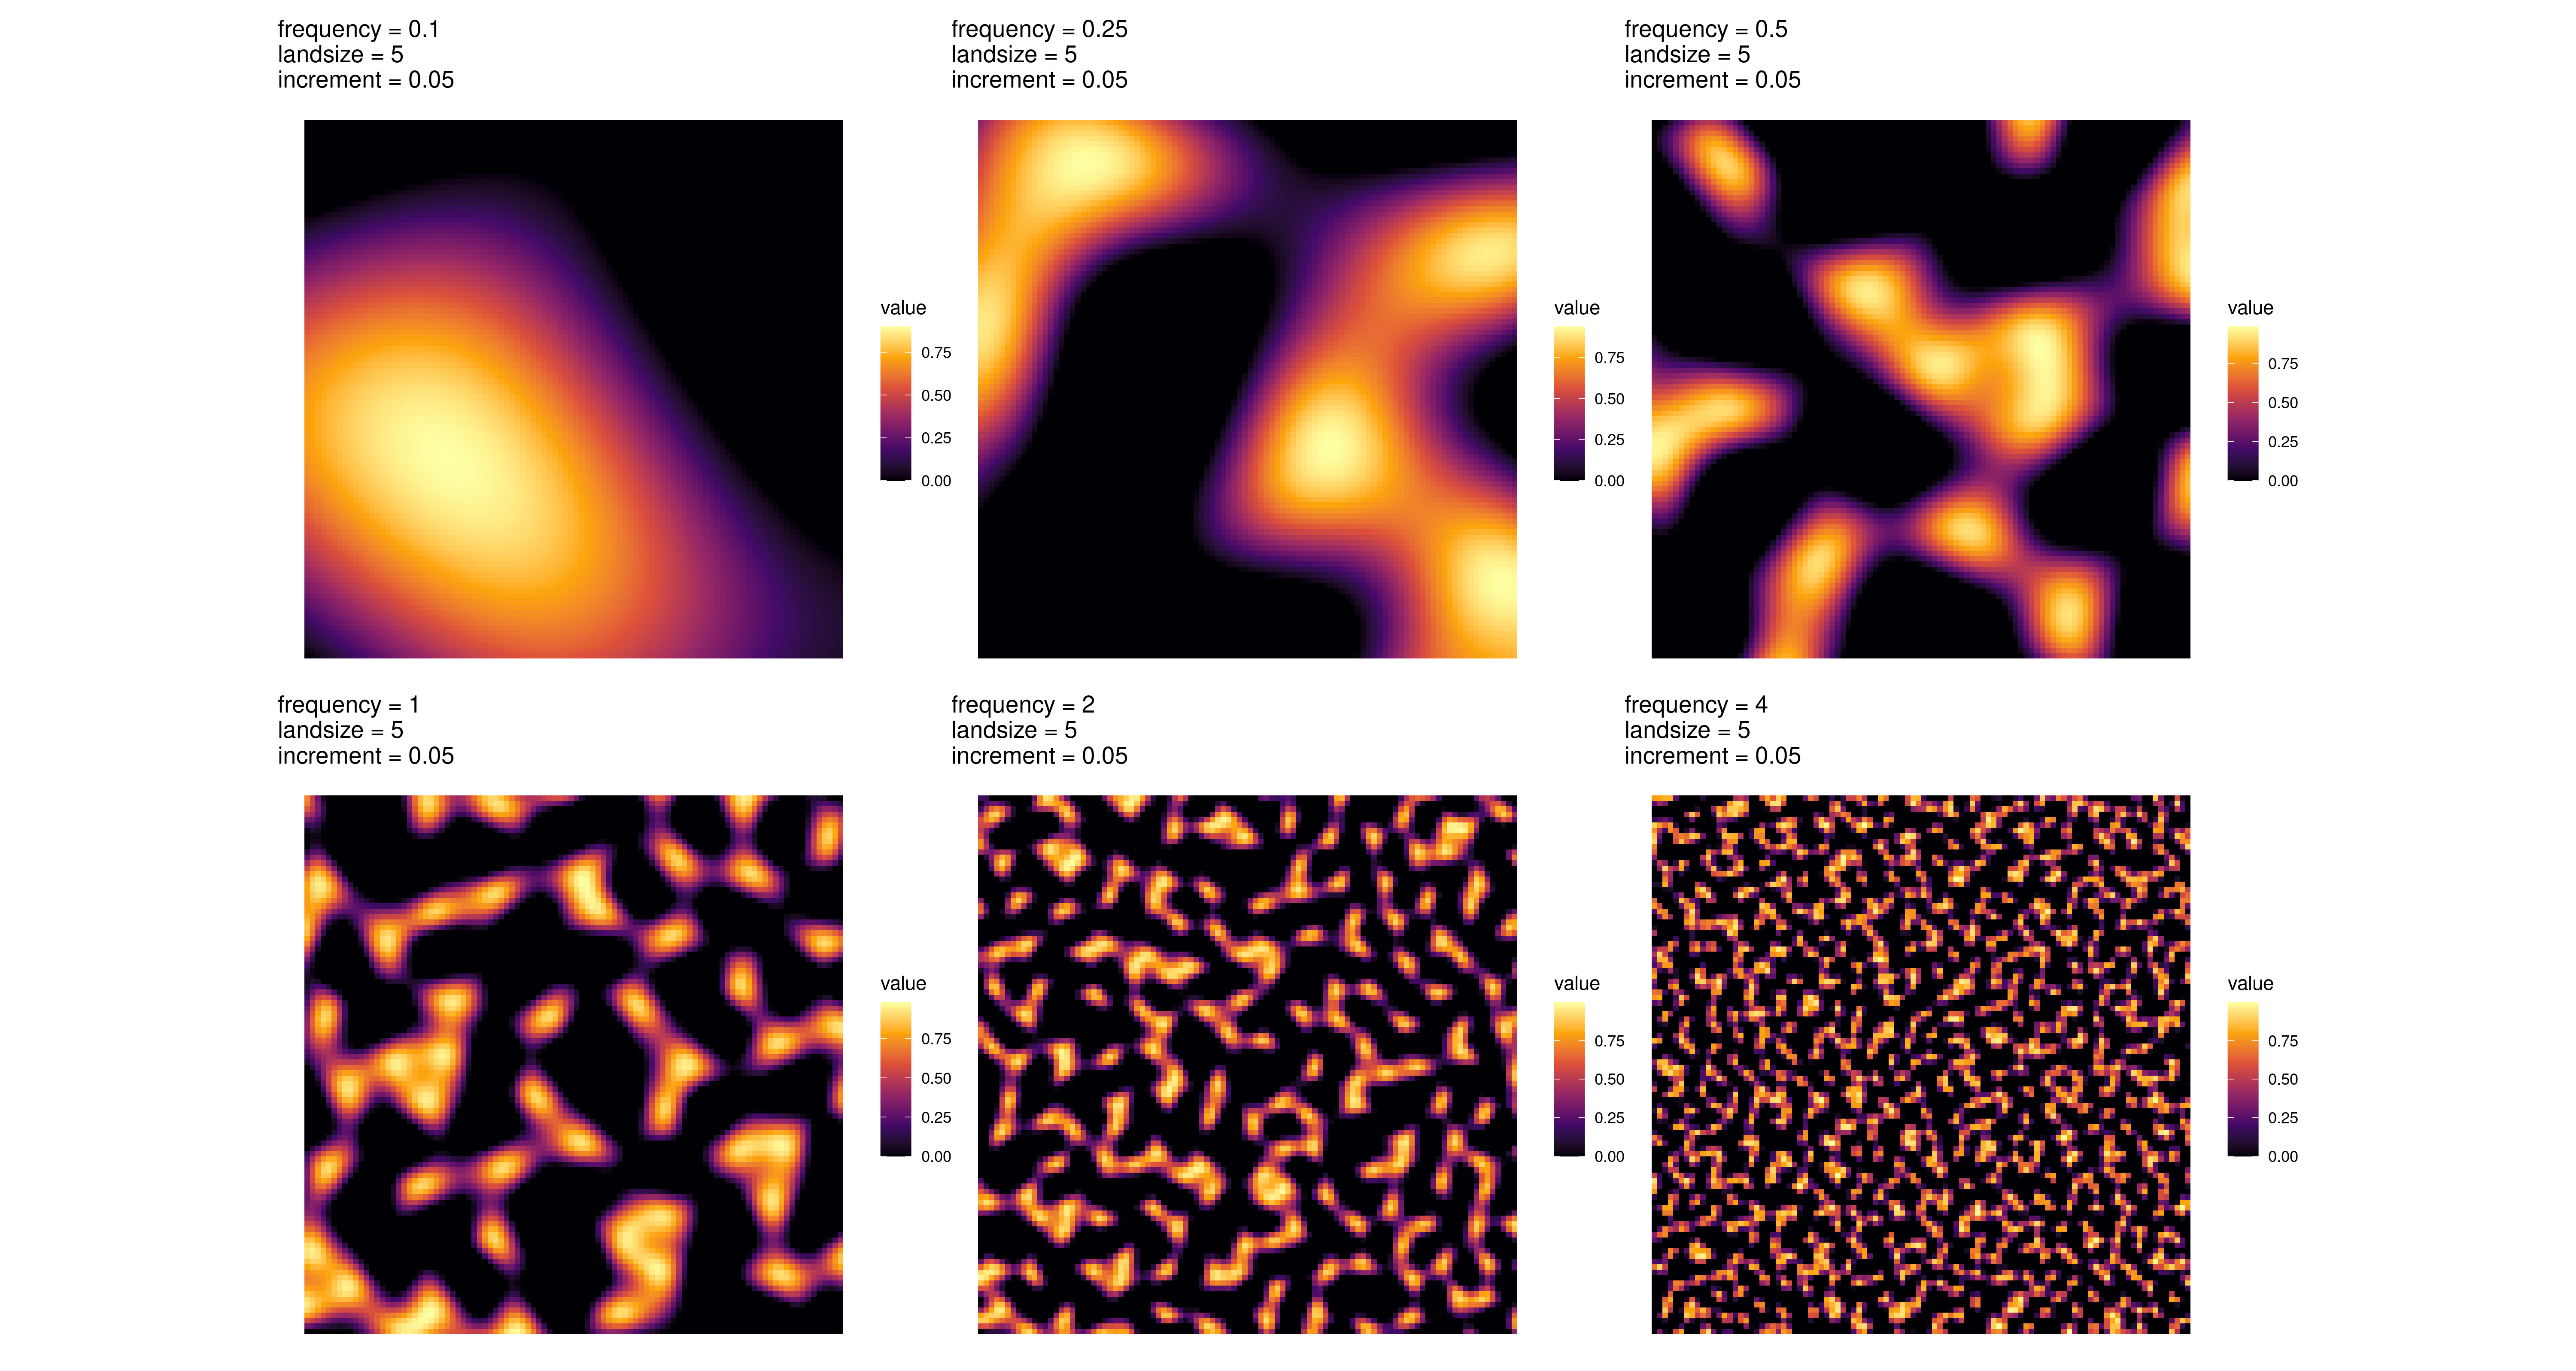 frequency = 0.1
landsize = 5
increment = 0.05
value
0.75
0.50
0.25
0.00
frequency = 0.25
landsize = 5
increment = 0.05
value
0.75
0.50
0.25
0.00
frequency = 0.5
landsize = 5
increment = 0.05
value
0.75
0.50
0.25
0.00
frequency = 1
landsize = 5
increment = 0.05
value
0.75
0.50
0.25
0.00
frequency = 2
landsize = 5
increment = 0.05
value
0.75
0.50
0.25
0.00
frequency = 4
landsize = 5
increment = 0.05
value
0.75
0.50
0.25
0.00